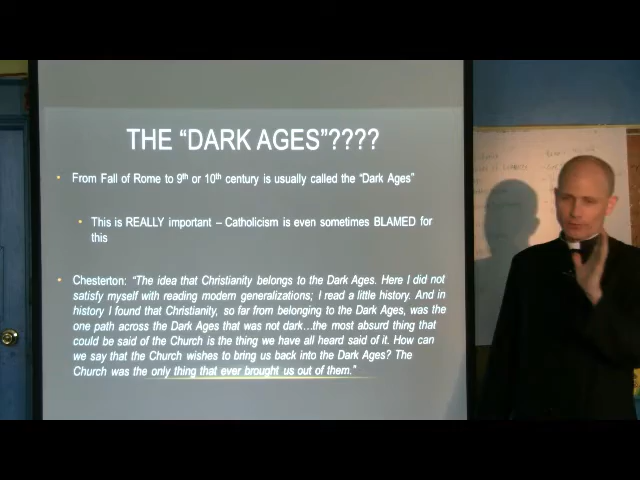 THE “DARK AGES”????
• From Fall of Rome to 9th or 10th century is usually called the “Dark Ages”
• This is REALLY important – Catholicism is even sometimes BLAMED for
this
• Chesterton: “The idea that Christianity belongs to the Dark Ages. Here I did not
satisfy myself with reading modern generalizations; I read a little history. And in
history I found that Christianity, so far from belonging to the Dark Ages, was the
one path across the Dark Ages that was not dark…the most absurd thing that
could be said of the Church is the thing we have all heard said of it. How can
we say that the Church wishes to bring us back into the Dark Ages? The
Church was the only thing that ever brought us out of them.”